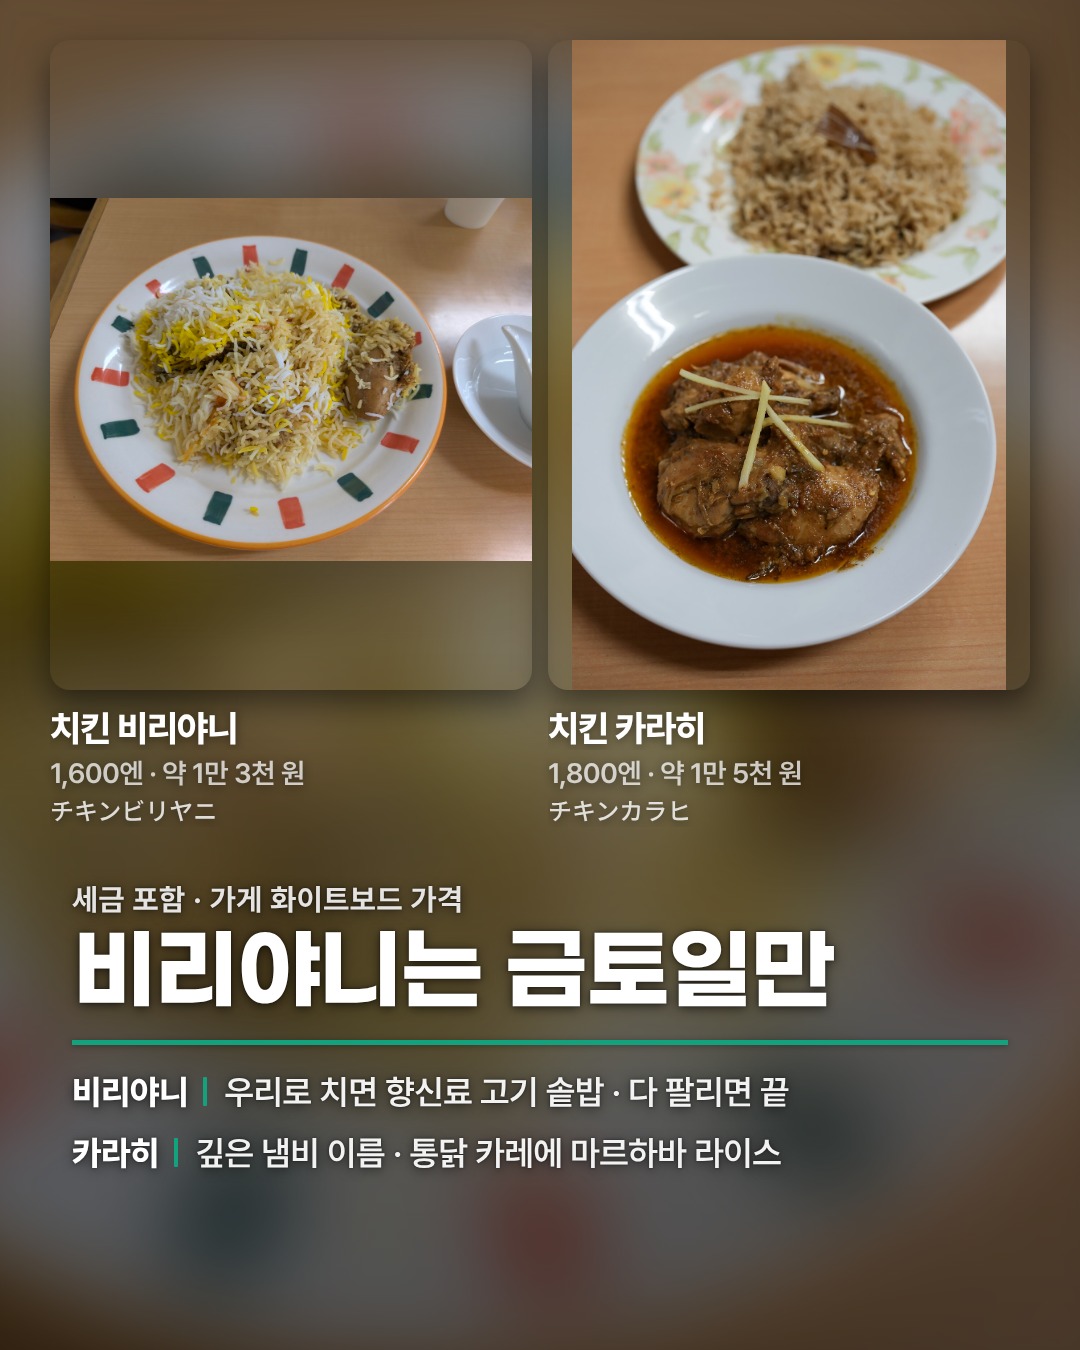 치킨 비리야니
1,600엔 · 약 1만 3천 원
チキンビリヤニ
치킨 카라히
1,800엔 · 약 1만 5천 원
チキンカラヒ
세금 포함 · 가게 화이트보드 가격
비리야니는 금토일만
비리야니 | 우리로 치면 향신료 고기 솥밥 · 다 팔리면 끝
카라히 | 깊은 냄비 이름 · 통닭 카레에 마르하바 라이스